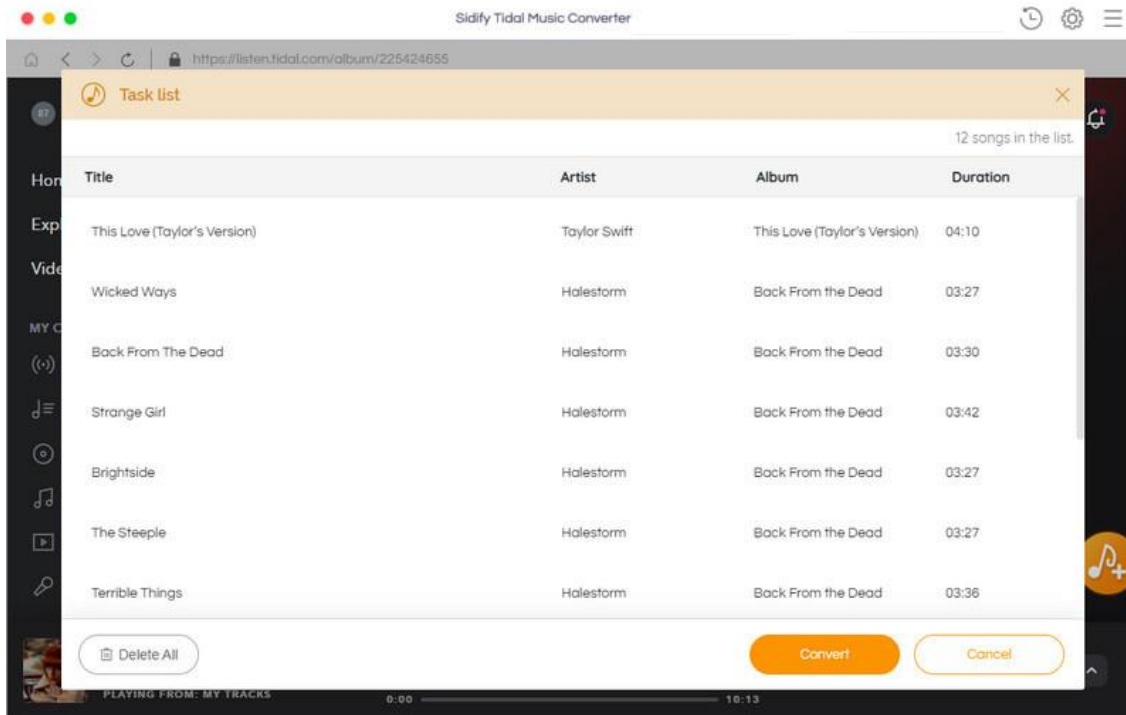 Sidify Tidal Music Converter
https://listen.tidal.com/album/225424655
Task list
12 songs in the list.
Title Artist Album Duration
This Love (Taylor's Version) Taylor Swift This Love (Taylor's Version) 04:10
Wicked Ways Halestorm Back From the Dead 03:27
Back From The Dead Halestorm Back From the Dead 03:30
Strange Girl Halestorm Back From the Dead 03:42
Brightside Halestorm Back From the Dead 03:27
The Steeple Halestorm Back From the Dead 03:27
Terrible Things Halestorm Back From the Dead 03:36
Hom
Expl
Vide
MY C
Delete All Convert Cancel
PLAYING FROM: MY TRACKS 0:00 10:13